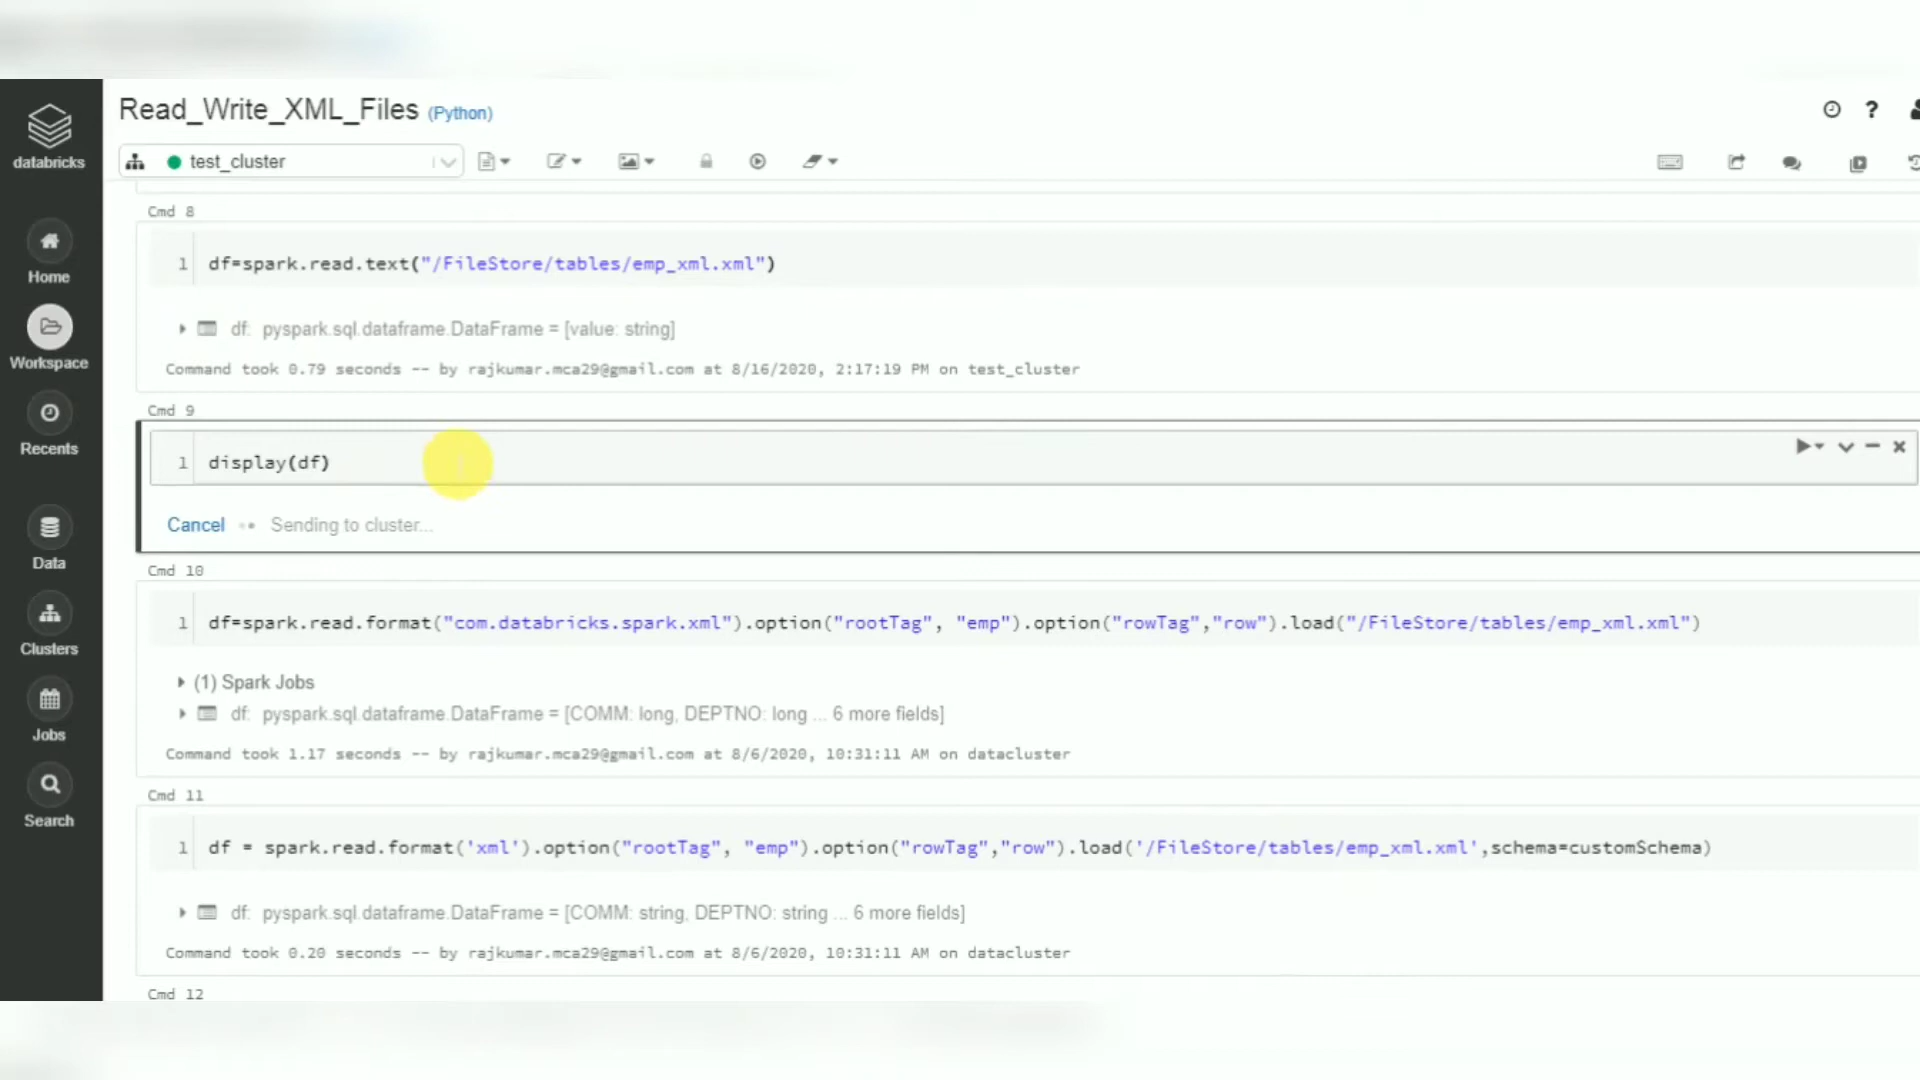 Read_Write_XML_Files (Python)
databricks
test_cluster
Home
Workspace
Recents
Data
Clusters
Jobs
Search
Cmd 8
1 df=spark.read.text("/FileStore/tables/emp_xml.xml")
df: pyspark.sql.dataframe.DataFrame = [value: string]
Command took 0.79 seconds -- by rajkumar.mca29@gmail.com at 8/16/2020, 2:17:19 PM on test_cluster
Cmd 9
1 display(df)
Cancel Sending to cluster...
Cmd 10
1 df=spark.read.format("com.databricks.spark.xml").option("rootTag", "emp").option("rowTag","row").load("/FileStore/tables/emp_xml.xml")
(1) Spark Jobs
df: pyspark.sql.dataframe.DataFrame = [COMM: long, DEPTNO: long ... 6 more fields]
Command took 1.17 seconds -- by rajkumar.mca29@gmail.com at 8/6/2020, 10:31:11 AM on datacluster
Cmd 11
1 df = spark.read.format('xml').option("rootTag", "emp").option("rowTag","row").load('/FileStore/tables/emp_xml.xml',schema=customSchema)
df: pyspark.sql.dataframe.DataFrame = [COMM: string, DEPTNO: string ... 6 more fields]
Command took 0.20 seconds -- by rajkumar.mca29@gmail.com at 8/6/2020, 10:31:11 AM on datacluster
Cmd 12